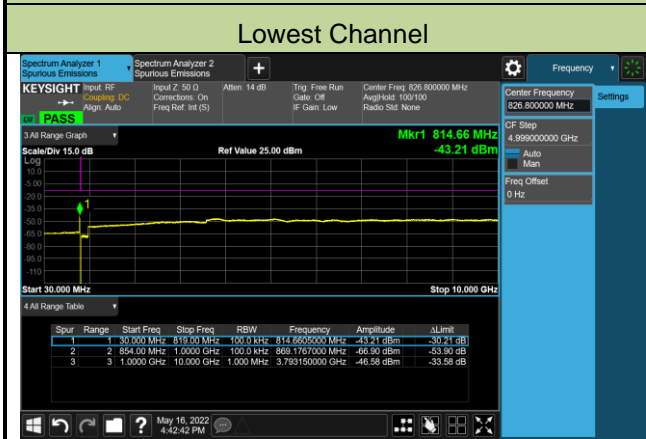 Lowest Channel
Spectrum Analyzer 1
Spurious Emissions
Spectrum Analyzer 2
Spurious Emissions
Frequency
KEYSIGHT
Input: RF
Coupling: DC
Align: Auto
Input Z: 50 Ω
Corrections: On
Freq Ref: Int (S)
Atten: 14 dB
Trig: Free Run
Gate: Off
IF Gain: Low
Center Freq: 826.800000 MHz
Avg|Hold: 100/100
Radio Std: None
PASS
Center Frequency
826.800000 MHz
Settings
CF Step
4.999000000 GHz
Auto
Man
Freq Offset
0 Hz
3 All Range Graph
Mkr1 814.66 MHz
Scale/Div 15.0 dB
Ref Value 25.00 dBm
-43.21 dBm
Log
10.0
-5.00
-20.0
-35.0
-50.0
-65.0
-80.0
-95.0
-110
1
Start 30.000 MHz
Stop 10.000 GHz
4 All Range Table
Spur Range Start Freq Stop Freq RBW Frequency Amplitude ΔLimit
1 1 30.000 MHz 819.00 MHz 100.0 kHz 814.6605000 MHz -43.21 dBm -30.21 dB
2 2 854.00 MHz 1.0000 GHz 100.0 kHz 869.1767000 MHz -66.90 dBm -53.90 dB
3 3 1.0000 GHz 10.000 GHz 1.000 MHz 3.793150000 GHz -46.58 dBm -33.58 dB
May 16, 2022
4:42:42 PM